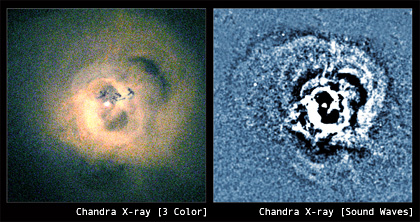 Chandra X-ray [3 Color]
Chandra X-ray [Sound Waves]